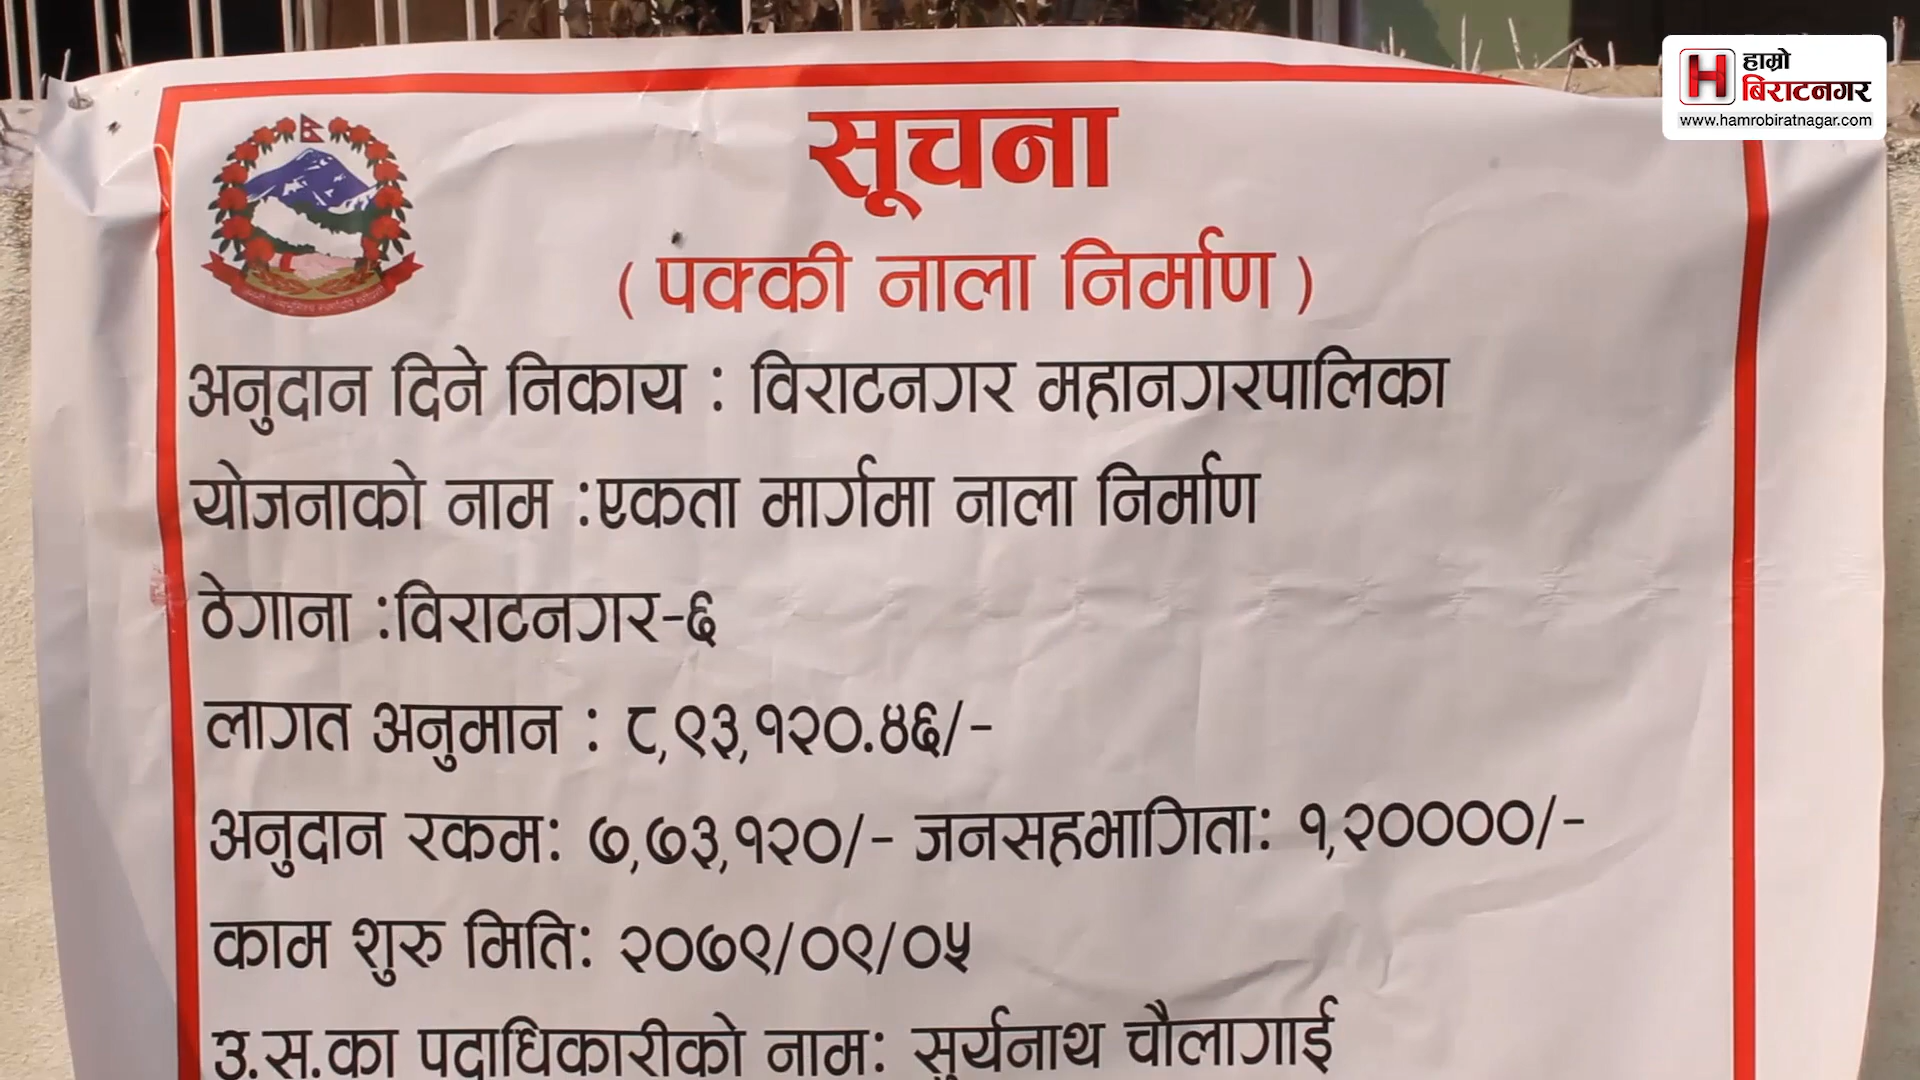 हाम्रो
बिराटनगर
www.hamrobiratnagar.com
सूचना
( पक्की नाला निर्माण )
अनुदान दिने निकाय : विराटनगर महानगरपालिका
योजनाको नाम :एकता मार्गमा नाला निर्माण
ठेगाना :विराटनगर-६
लागत अनुमान : ८,९३,१२०.४६/-
अनुदान रकम: ७,७३,१२०/- जनसहभागिता: १,२००००/-
काम शुरु मिति: २०७९/०९/०५
उ.स.का पदाधिकारीको नाम: सुर्यनाथ चौलागाई